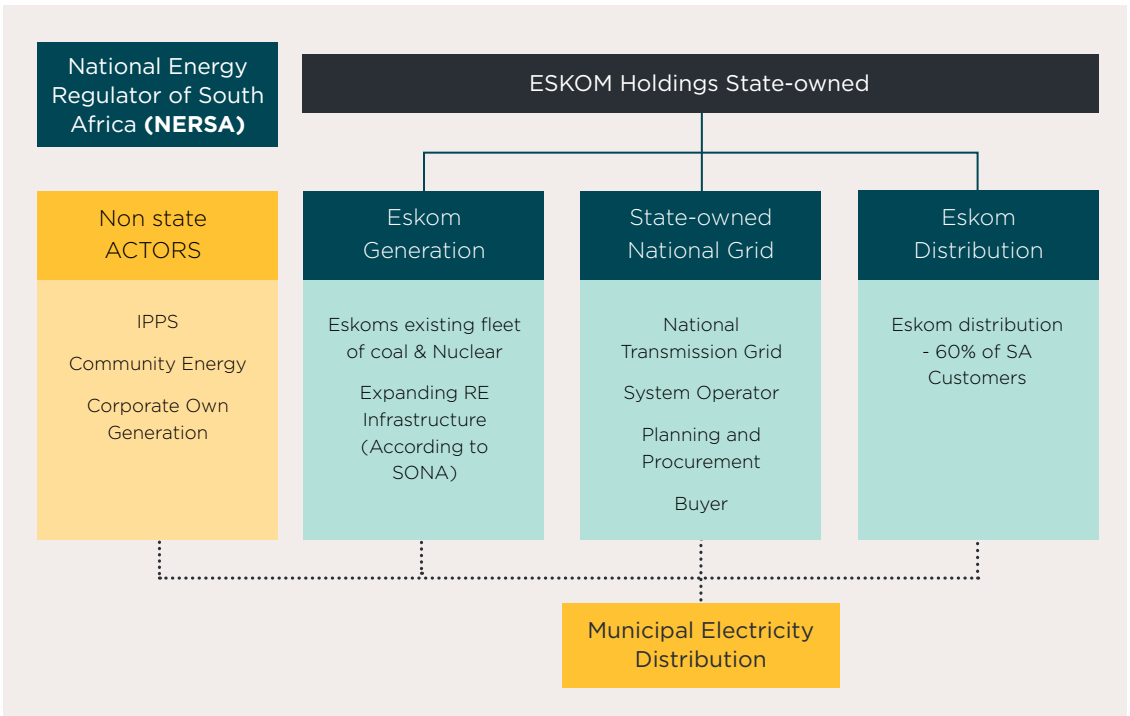 National Energy
Regulator of South
Africa (NERSA)
ESKOM Holdings State-owned
Non state
ACTORS
IPPS
Community Energy
Corporate Own
Generation
Eskom
Generation
Eskoms existing fleet
of coal & Nuclear
Expanding RE
Infrastructure
(According to
SONA)
State-owned
National Grid
National
Transmission Grid
System Operator
Planning and
Procurement
Buyer
Eskom
Distribution
Eskom distribution
- 60% of SA
Customers
Municipal Electricity
Distribution